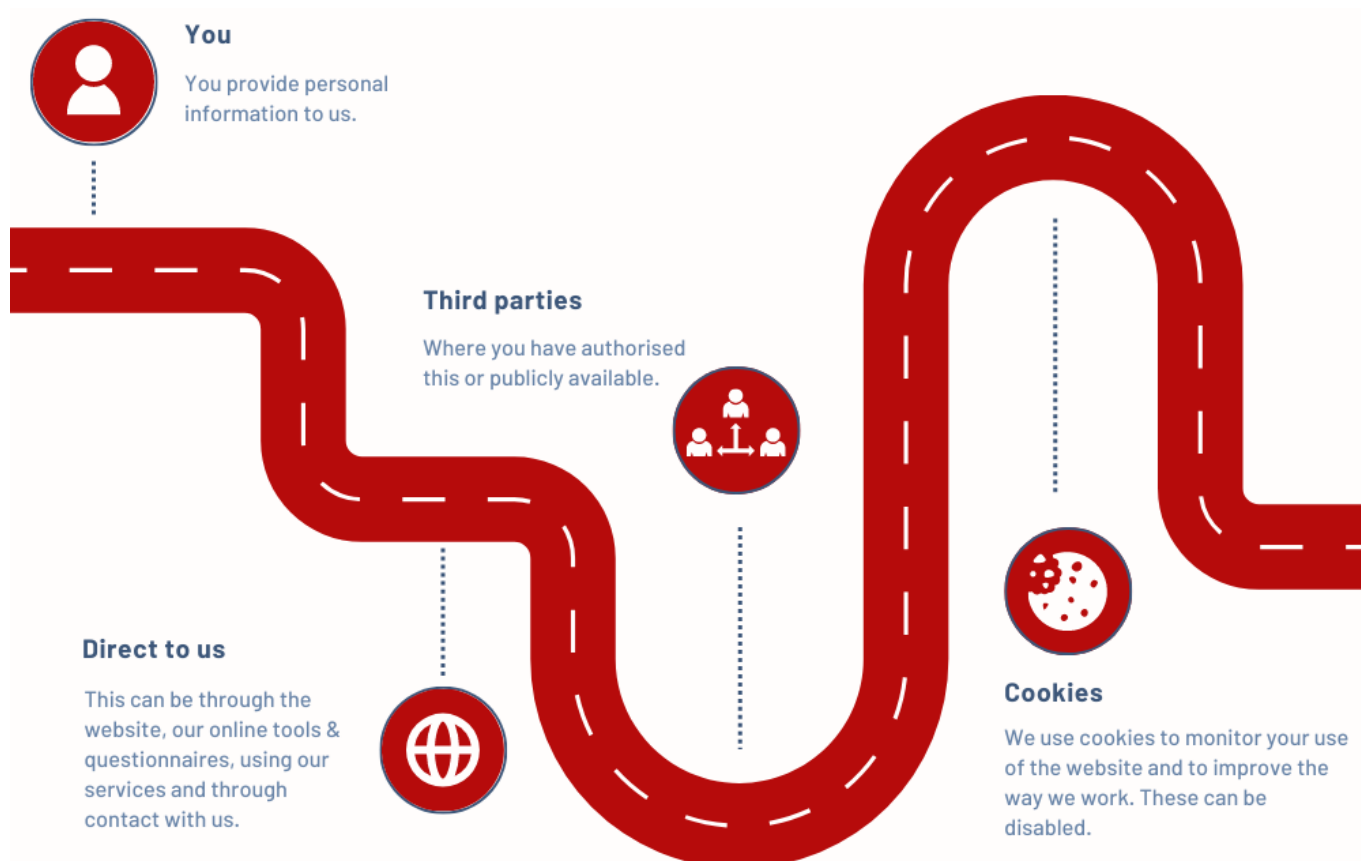 You
You provide personal
information to us.
Third parties
Where you have authorised
this or publicly available.
Direct to us
This can be through the
website, our online tools &
questionnaires, using our
services and through
contact with us.
Cookies
We use cookies to monitor your use
of the website and to improve the
way we work. These can be
disabled.